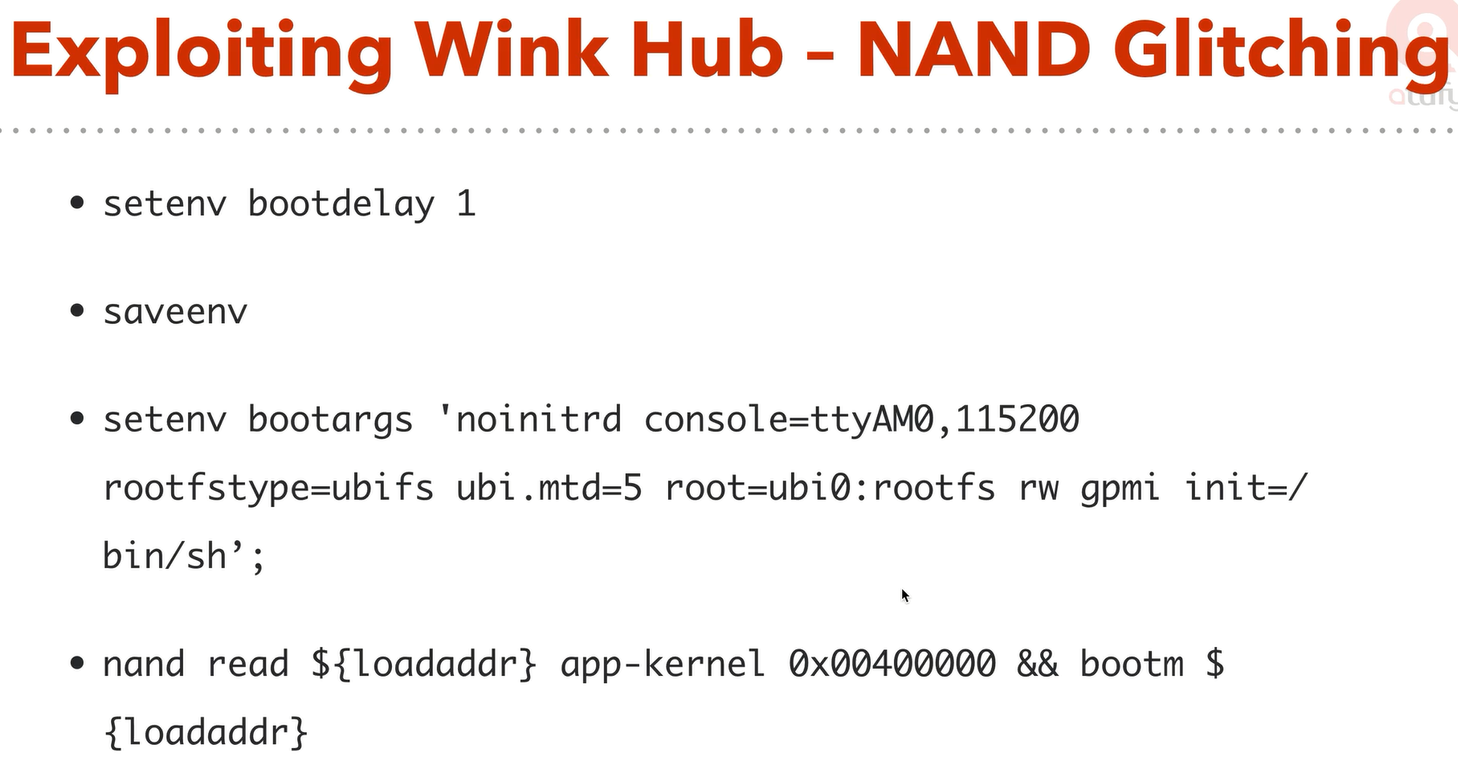 Exploiting Wink Hub – NAND Glitching
• setenv bootdelay 1
• saveenv
• setenv bootargs 'noinitrd console=ttyAM0,115200
rootfstype=ubifs ubi.mtd=5 root=ubi0:rootfs rw gpmi init=/
bin/sh’;
• nand read ${loadaddr} app-kernel 0x00400000 && bootm $
{loadaddr}